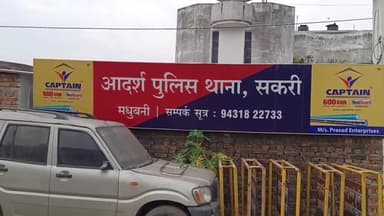 आदर्श पुलिस थाना, सकरी
मधुबनी | सम्पर्क सूत्र : 94318 22733
CAPTAIN
CAPTAIN
M/s. Prasad Enterprises